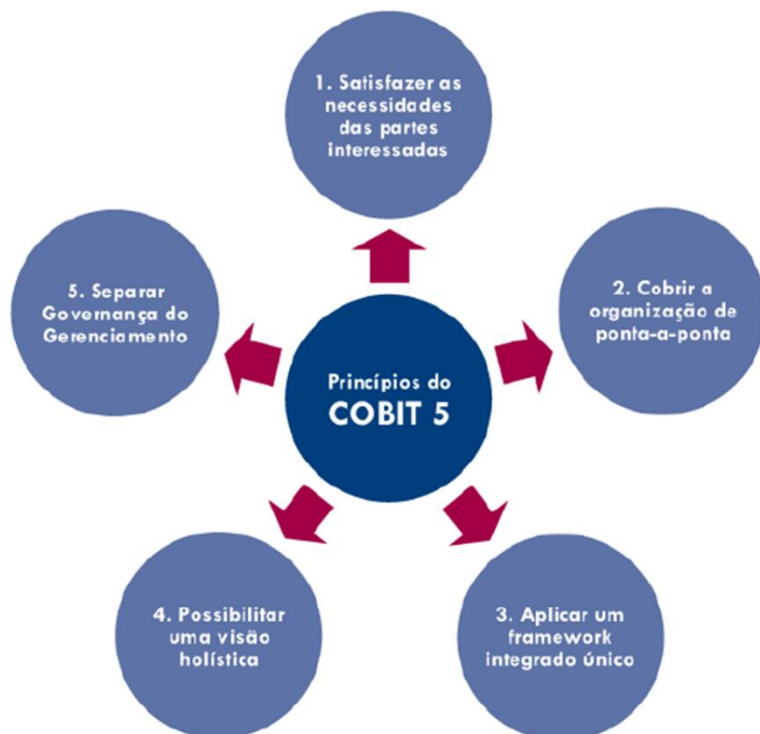 1. Satisfazer as
necessidades
das partes
interessadas
2. Cobrir a
organização de
ponta-a-ponta
3. Aplicar um
framework
integrado único
4. Possibilitar
uma visão
holística
5. Separar
Governança do
Gerenciamento
Princípios do
COBIT 5